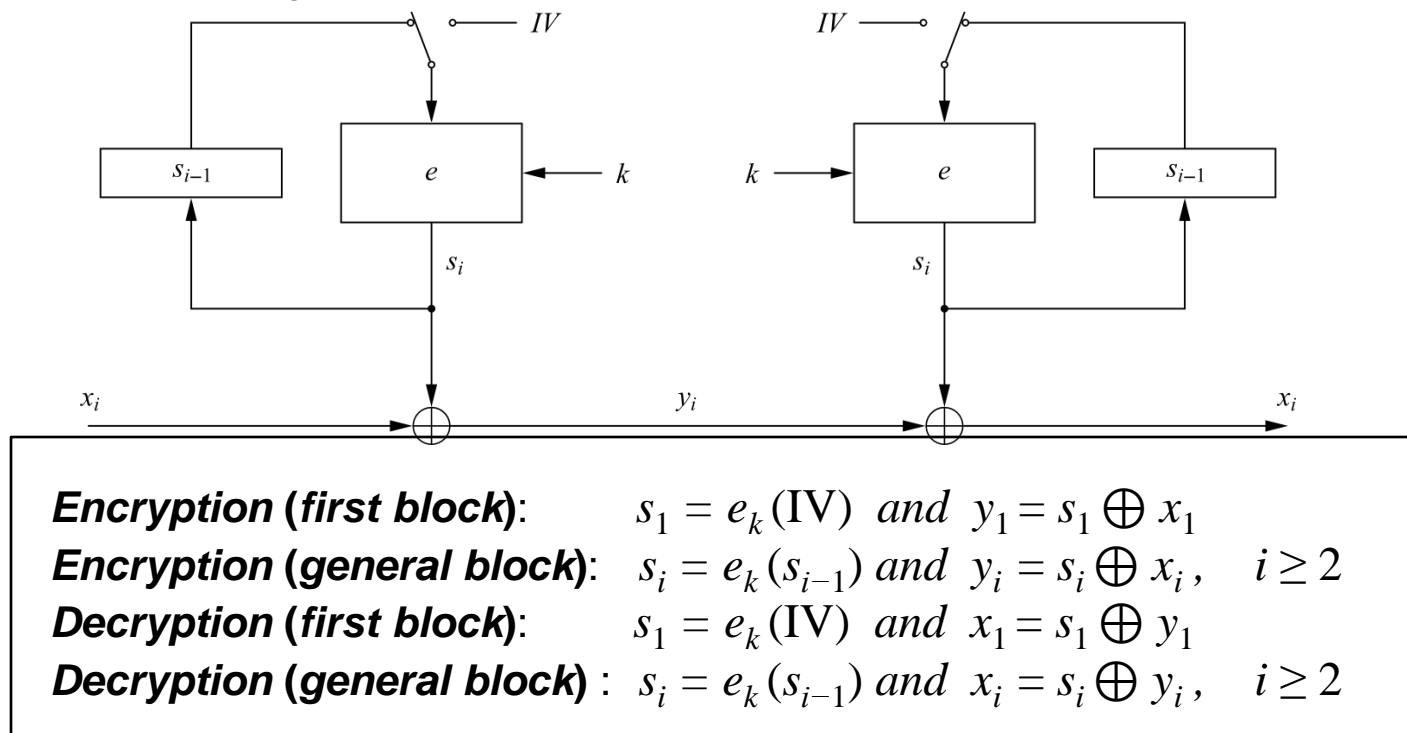 IV IV
s_{i–1} e k k e s_{i–1}
s_i s_i
x_i y_i x_i
Encryption (first block): s_1 = e_k(IV) and y_1 = s_1 ⊕ x_1
Encryption (general block): s_i = e_k(s_{i–1}) and y_i = s_i ⊕ x_i , i ≥ 2
Decryption (first block): s_1 = e_k(IV) and x_1 = s_1 ⊕ y_1
Decryption (general block) : s_i = e_k(s_{i–1}) and x_i = s_i ⊕ y_i , i ≥ 2